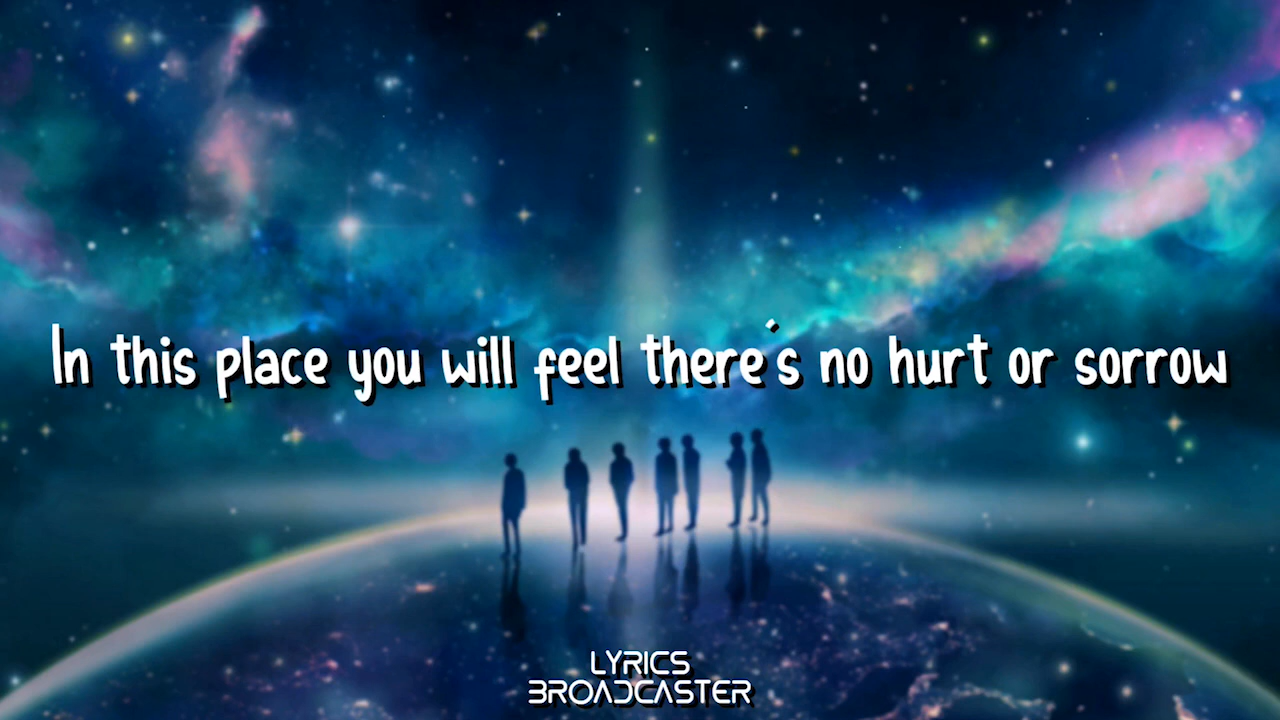 In this place you will feel there's no hurt or sorrow
LYRICS
BROADCASTER